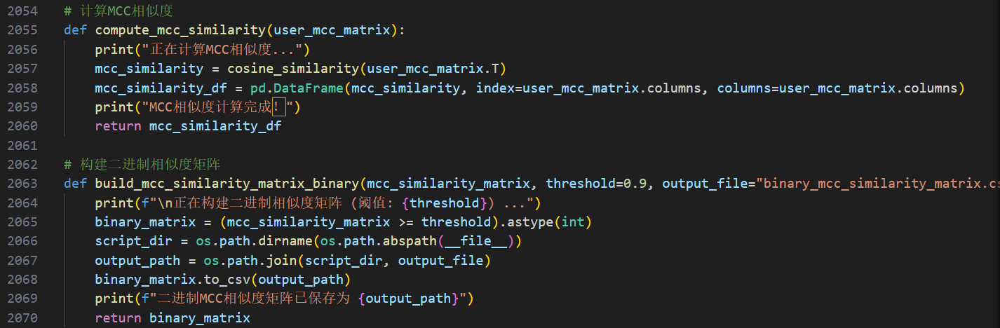 2054 # 计算MCC相似度
2055 def compute_mcc_similarity(user_mcc_matrix):
2056 print("正在计算MCC相似度...")
2057 mcc_similarity = cosine_similarity(user_mcc_matrix.T)
2058 mcc_similarity_df = pd.DataFrame(mcc_similarity, index=user_mcc_matrix.columns, columns=user_mcc_matrix.columns)
2059 print("MCC相似度计算完成！")
2060 return mcc_similarity_df
2061
2062 # 构建二进制相似度矩阵
2063 def build_mcc_similarity_matrix_binary(mcc_similarity_matrix, threshold=0.9, output_file="binary_mcc_similarity_matrix.cs
2064 print(f"\n正在构建二进制相似度矩阵 (阈值: {threshold}) ...")
2065 binary_matrix = (mcc_similarity_matrix >= threshold).astype(int)
2066 script_dir = os.path.dirname(os.path.abspath(__file__))
2067 output_path = os.path.join(script_dir, output_file)
2068 binary_matrix.to_csv(output_path)
2069 print(f"二进制MCC相似度矩阵已保存为 {output_path}")
2070 return binary_matrix